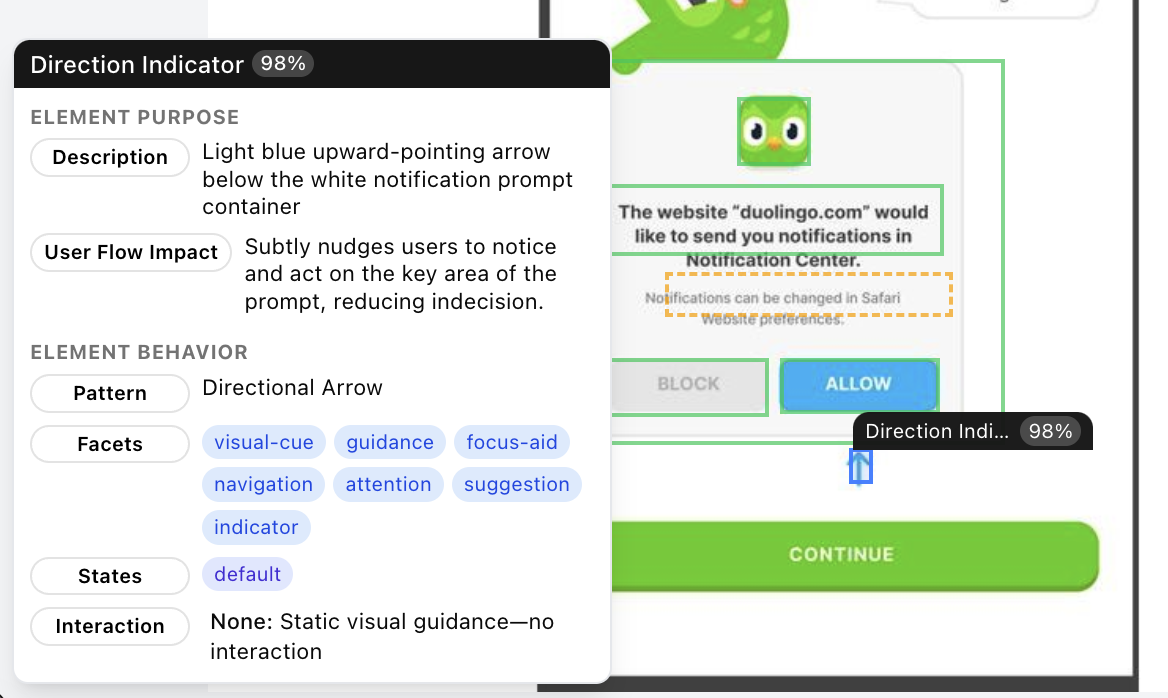 Direction Indicator 98%
ELEMENT PURPOSE
Description
Light blue upward-pointing arrow
below the white notification prompt
container
User Flow Impact
Subtly nudges users to notice
and act on the key area of the
prompt, reducing indecision.
ELEMENT BEHAVIOR
Pattern
Directional Arrow
Facets
visual-cue guidance focus-aid
navigation attention suggestion
indicator
States
default
Interaction
None: Static visual guidance—no
interaction
The website “duolingo.com” would
like to send you notifications in
Notification Center.
Notifications can be changed in Safari
Website preferences.
BLOCK ALLOW
Direction Indi... 98%
CONTINUE